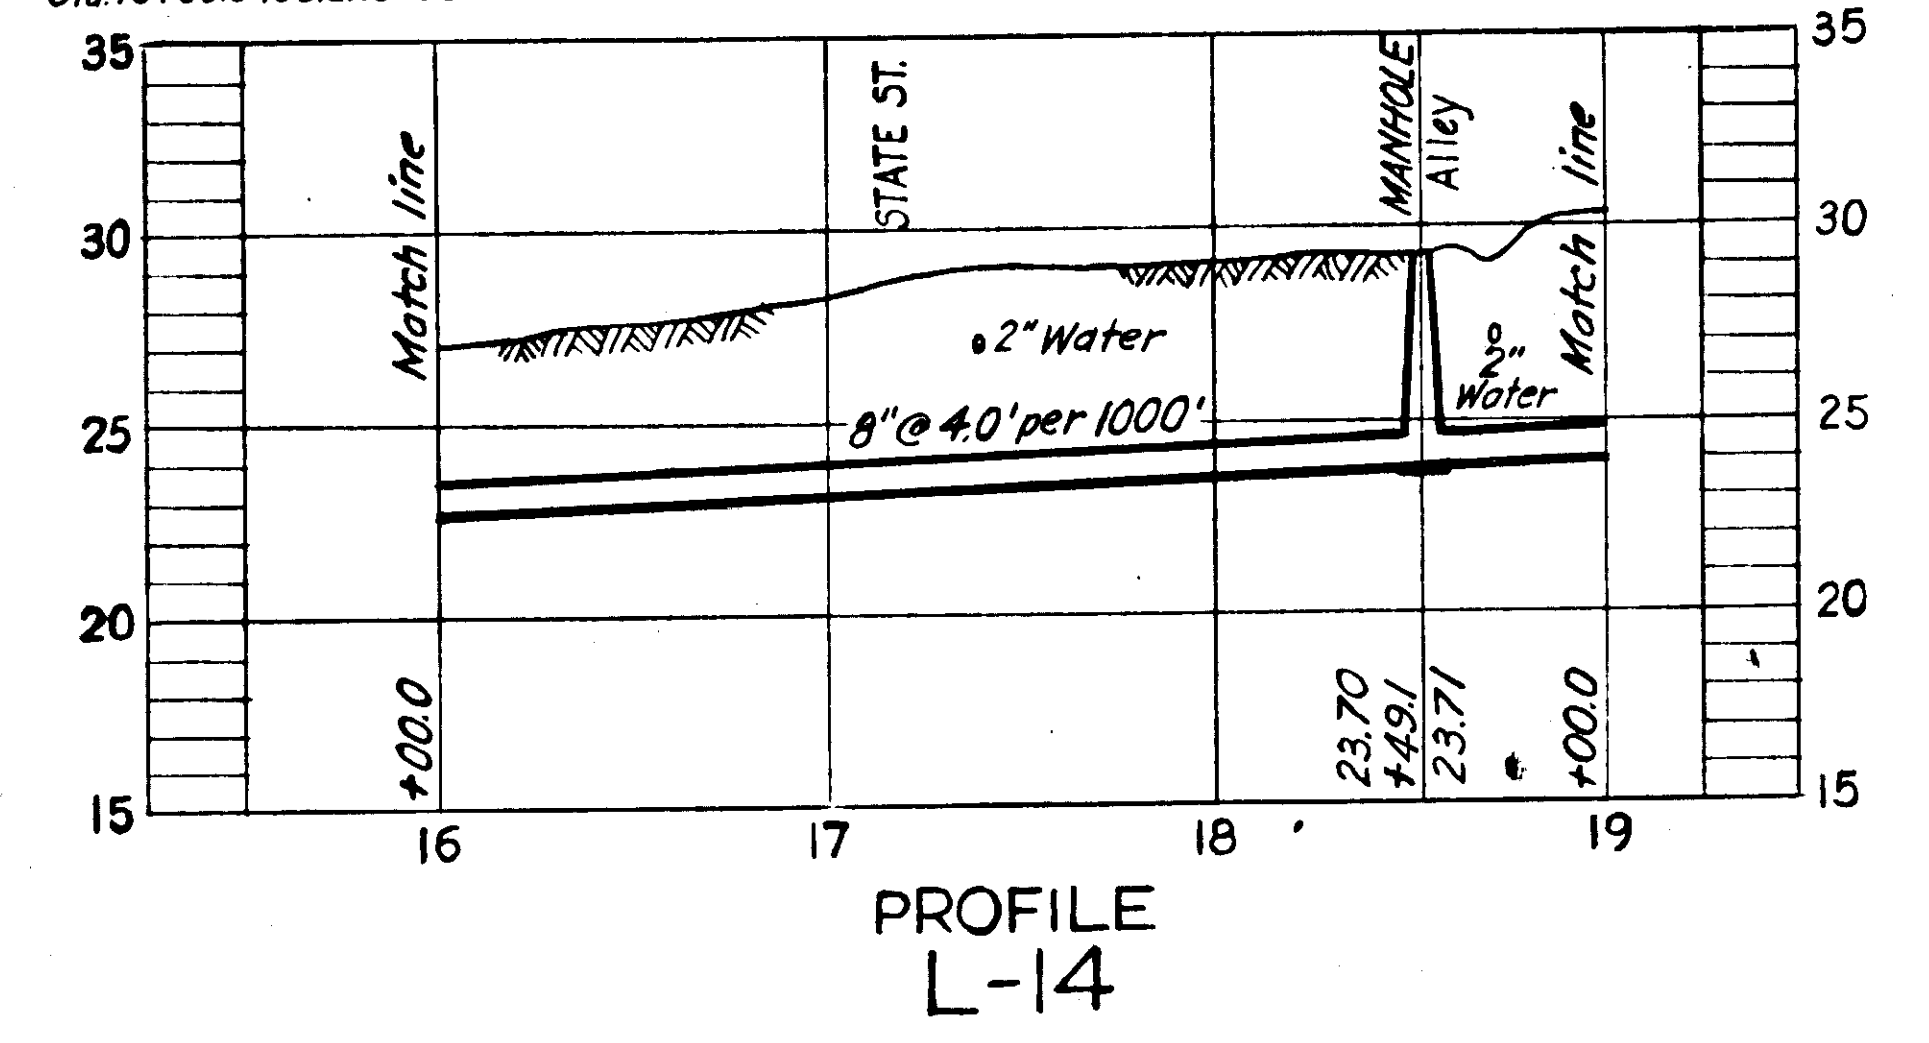 35 35
MANHOLE
Alley
STATE ST.
Match line
Match line
30 30
2" Water
2"
Water
25 25
8" @ 4.0' per 1000'
20 20
+00.0
23.70
+49.1
23.71
+00.0
15 15
16 17 18 19
PROFILE
L-14